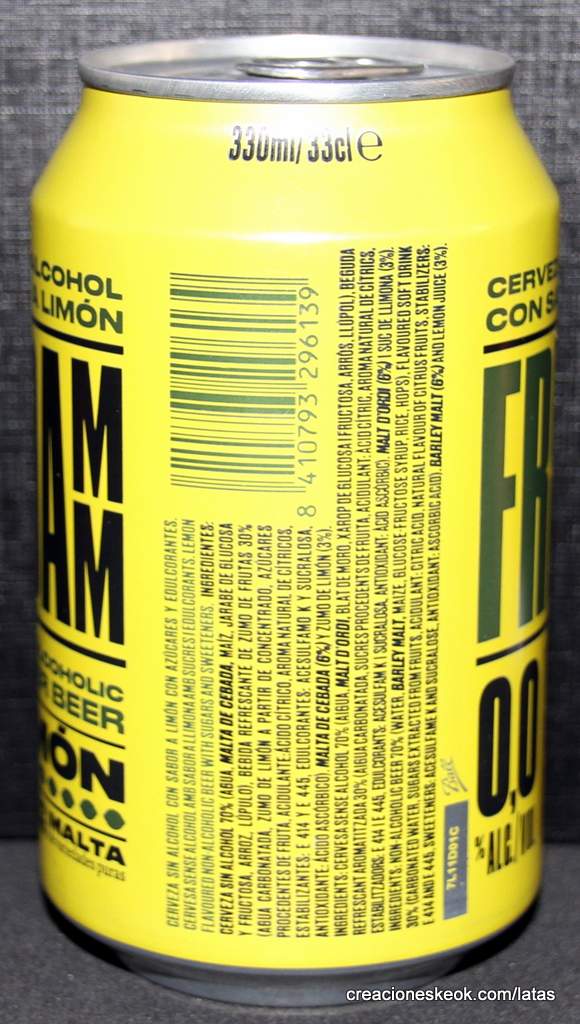 330ml/33cl e
ALCOHOL
A LIMÓN
AM
AM
ALCOHOLIC
R BEER
MÓN
E MALTA
variedades puras
8 410793 296139
CERVEZA SIN ALCOHOL CON SABOR A LIMÓN CON AZÚCARES Y EDULCORANTES.
CERVESA SENSE ALCOHOL AMB SABOR A LLIMONA AMB SUCRES I EDULCORANTS. LEMON
FLAVOURED NON ALCOHOLIC BEER WITH SUGARS AND SWEETENERS. INGREDIENTES:
CERVEZA SIN ALCOHOL 70% (AGUA, MALTA DE CEBADA, MAÍZ, JARABE DE GLUCOSA
Y FRUCTOSA, ARROZ, LÚPULO), BEBIDA REFRESCANTE DE ZUMO DE FRUTAS 30%
(AGUA CARBONATADA, ZUMO DE LIMÓN A PARTIR DE CONCENTRADO, AZÚCARES
PROCEDENTES DE FRUTA, ACIDULANTE: ÁCIDO CÍTRICO, AROMA NATURAL DE CÍTRICOS,
ESTABILIZANTES: E 414 Y E 445, EDULCORANTES: ACESULFAMO K Y SUCRALOSA,
ANTIOXIDANTE: ÁCIDO ASCÓRBICO). MALTA DE CEBADA (6%) Y ZUMO DE LIMÓN (3%).
INGREDIENTS: CERVESA SENSE ALCOHOL 70% (AIGUA, MALT D'ORDI, BLAT DE MORO, XAROP DE GLUCOSA I FRUCTOSA, ARRÒS, LLÚPOL), BEGUDA
REFRESCANT AROMATITZADA 30% (AIGUA CARBONATADA, SUCRES PROCEDENTS DE FRUITA, ACIDULANT: ÀCID CÍTRIC, AROMA NATURAL DE CÍTRICS,
ESTABILITZADORS: E 414 I E 445, EDULCORANTS: ACESULFAM K I SUCRALOSA, ANTIOXIDANT: ÀCID ASCÒRBIC). MALT D'ORDI (6%) I SUC DE LLIMONA (3%).
INGREDIENTS: NON-ALCOHOLIC BEER 70% (WATER, BARLEY MALT, MAIZE, GLUCOSE-FRUCTOSE SYRUP, RICE, HOPS), FLAVOURED SOFT DRINK
30% (CARBONATED WATER, SUGARS EXTRACTED FROM FRUITS, ACIDULANT: CITRIC ACID, NATURAL FLAVOUR OF CITRUS FRUITS, STABILIZERS:
E 414 AND E 445, SWEETENERS: ACESULFAME K AND SUCRALOSE, ANTIOXIDANT: ASCORBIC ACID). BARLEY MALT (6%) AND LEMON JUICE (3%).
Ball
7L11D01C
CERVEZ
CON SA
FR
0,0
% ALC./VOL.
creacioneskeok.com/latas